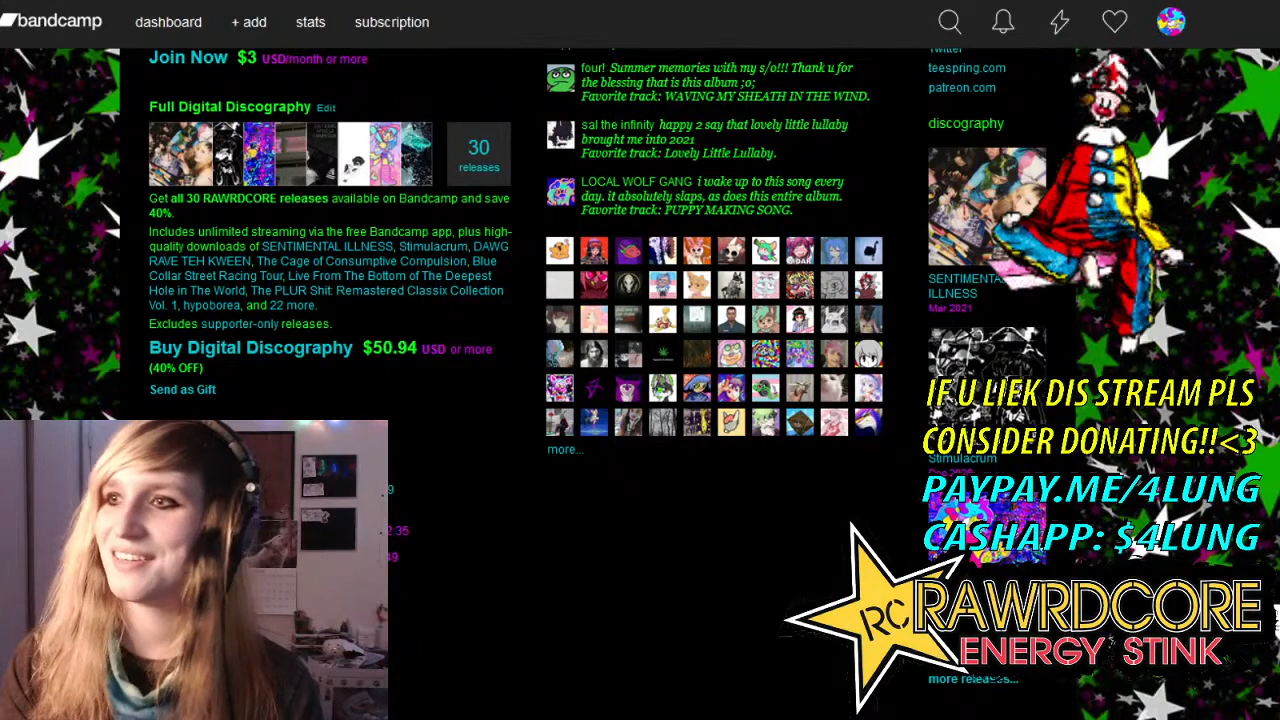 bandcamp
dashboard
+ add
stats
subscription
Join Now $3 USD/month or more
Full Digital Discography Edit
30
releases
Get all 30 RAWRDCORE releases available on Bandcamp and save
40%.
Includes unlimited streaming via the free Bandcamp app, plus high-
quality downloads of SENTIMENTAL ILLNESS, Stimulacrum, DAWG
RAVE TEH KWEEN, The Cage of Consumptive Compulsion, Blue
Collar Street Racing Tour, Live From The Bottom of The Deepest
Hole in The World, The PLUR Shit: Remastered Classix Collection
Vol. 1, hypoborea, and 22 more.
Excludes supporter-only releases.
Buy Digital Discography $50.94 USD or more
(40% OFF)
Send as Gift
four! Summer memories with my s/o!!! Thank u for
the blessing that is this album ;o;
Favorite track: WAVING MY SHEATH IN THE WIND.
sal the infinity happy 2 say that lovely little lullaby
brought me into 2021
Favorite track: Lovely Little Lullaby.
LOCAL WOLF GANG i wake up to this song every
day. it absolutely slaps, as does this entire album.
Favorite track: PUPPY MAKING SONG.
more...
Twitter
teespring.com
patreon.com
discography
SENTIMENTAL
ILLNESS
Mar 2021
Stimulacrum
IF U LIEK DIS STREAM PLS
CONSIDER DONATING!!<3
PAYPAY.ME/4LUNG
CASHAPP: $4LUNG
RC RAWRDCORE
ENERGY STINK
more releases...